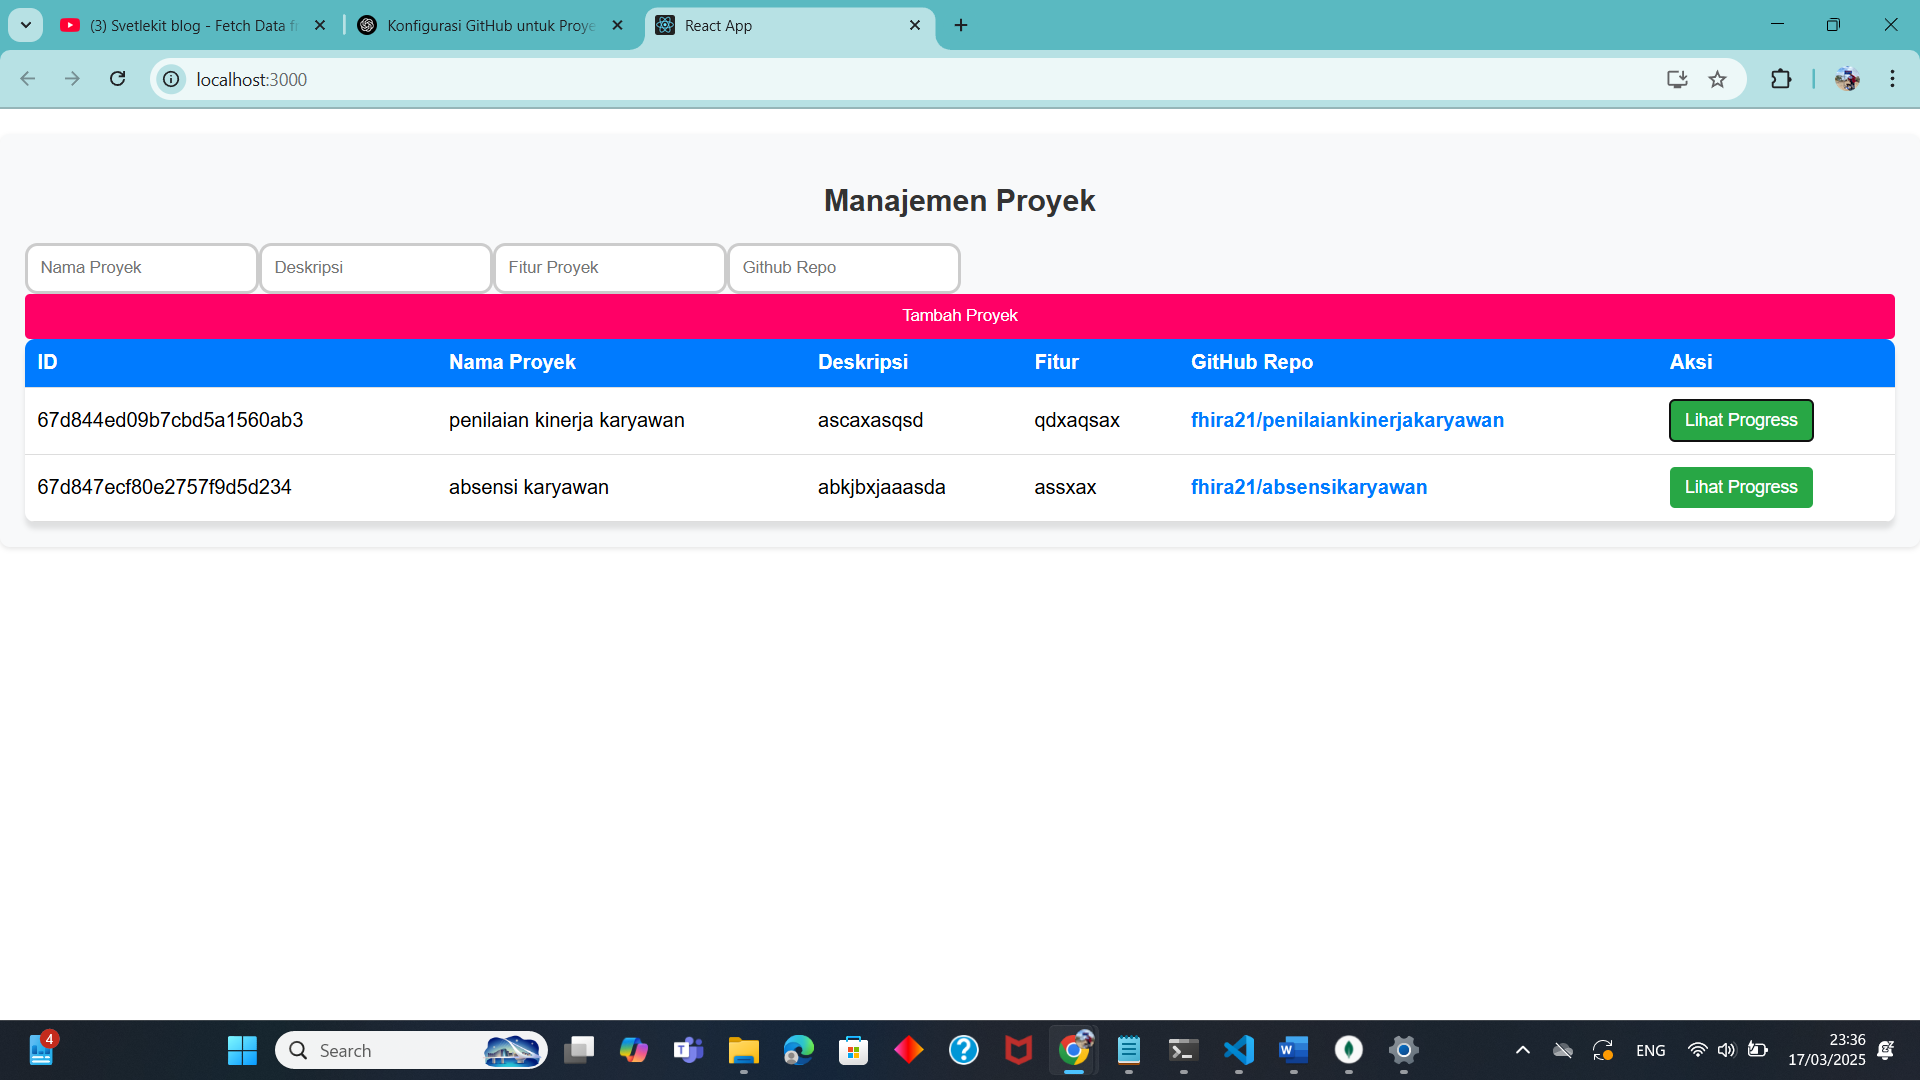 (3) Svetlekit blog - Fetch Data fr
Konfigurasi GitHub untuk Proye
React App
localhost:3000
Manajemen Proyek
Nama Proyek
Deskripsi
Fitur Proyek
Github Repo
Tambah Proyek
ID Nama Proyek Deskripsi Fitur GitHub Repo Aksi
67d844ed09b7cbd5a1560ab3 penilaian kinerja karyawan ascaxasqsd qdxaqsax fhira21/penilaiankinerjakaryawan Lihat Progress
67d847ecf80e2757f9d5d234 absensi karyawan abkjbxjaaasda assxax fhira21/absensikaryawan Lihat Progress
4
Search
ENG
23:36
17/03/2025